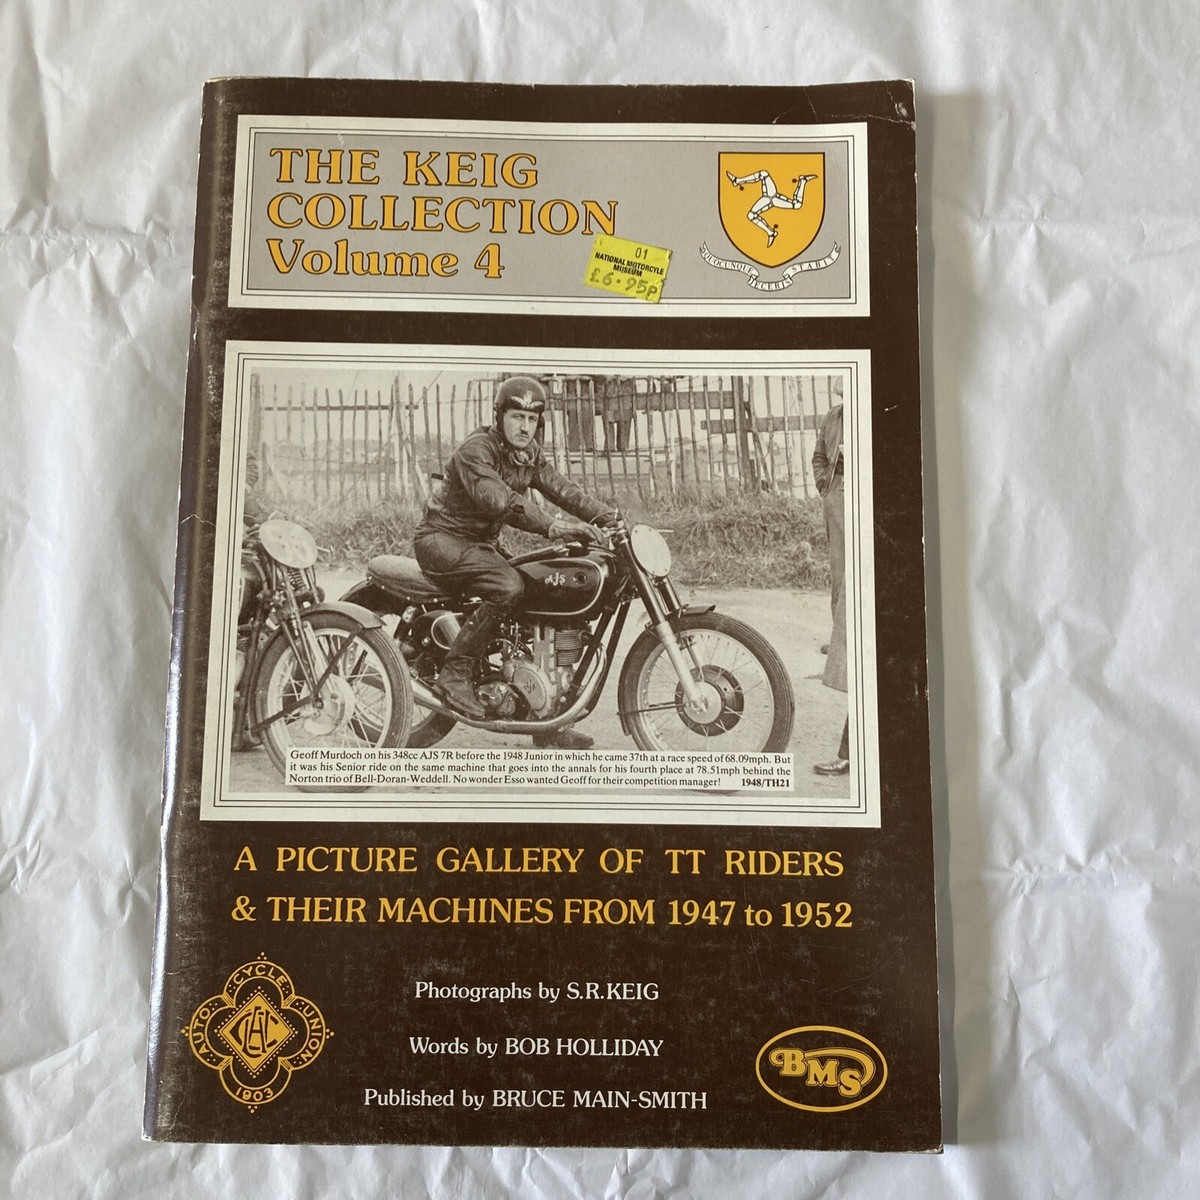 THE KEIG
COLLECTION
Volume 4
01
NATIONAL MOTORCYCLE
MUSEUM
£6.95p
QUOCUNQUE
JECERIS
STABIT
AJS
Geoff Murdoch on his 348cc AJS 7R before the 1948 Junior in which he came 37th at a race speed of 68.09mph. But
it was his Senior ride on the same machine that goes into the annals for his fourth place at 78.51mph behind the
Norton trio of Bell-Doran-Weddell. No wonder Esso wanted Geoff for their competition manager! 1948/TH21
A PICTURE GALLERY OF TT RIDERS
& THEIR MACHINES FROM 1947 to 1952
Photographs by S.R.KEIG
Words by BOB HOLLIDAY
Published by BRUCE MAIN-SMITH
AUTO CYCLE UNION
1903
BMS